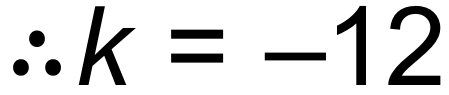 ∴k = −12